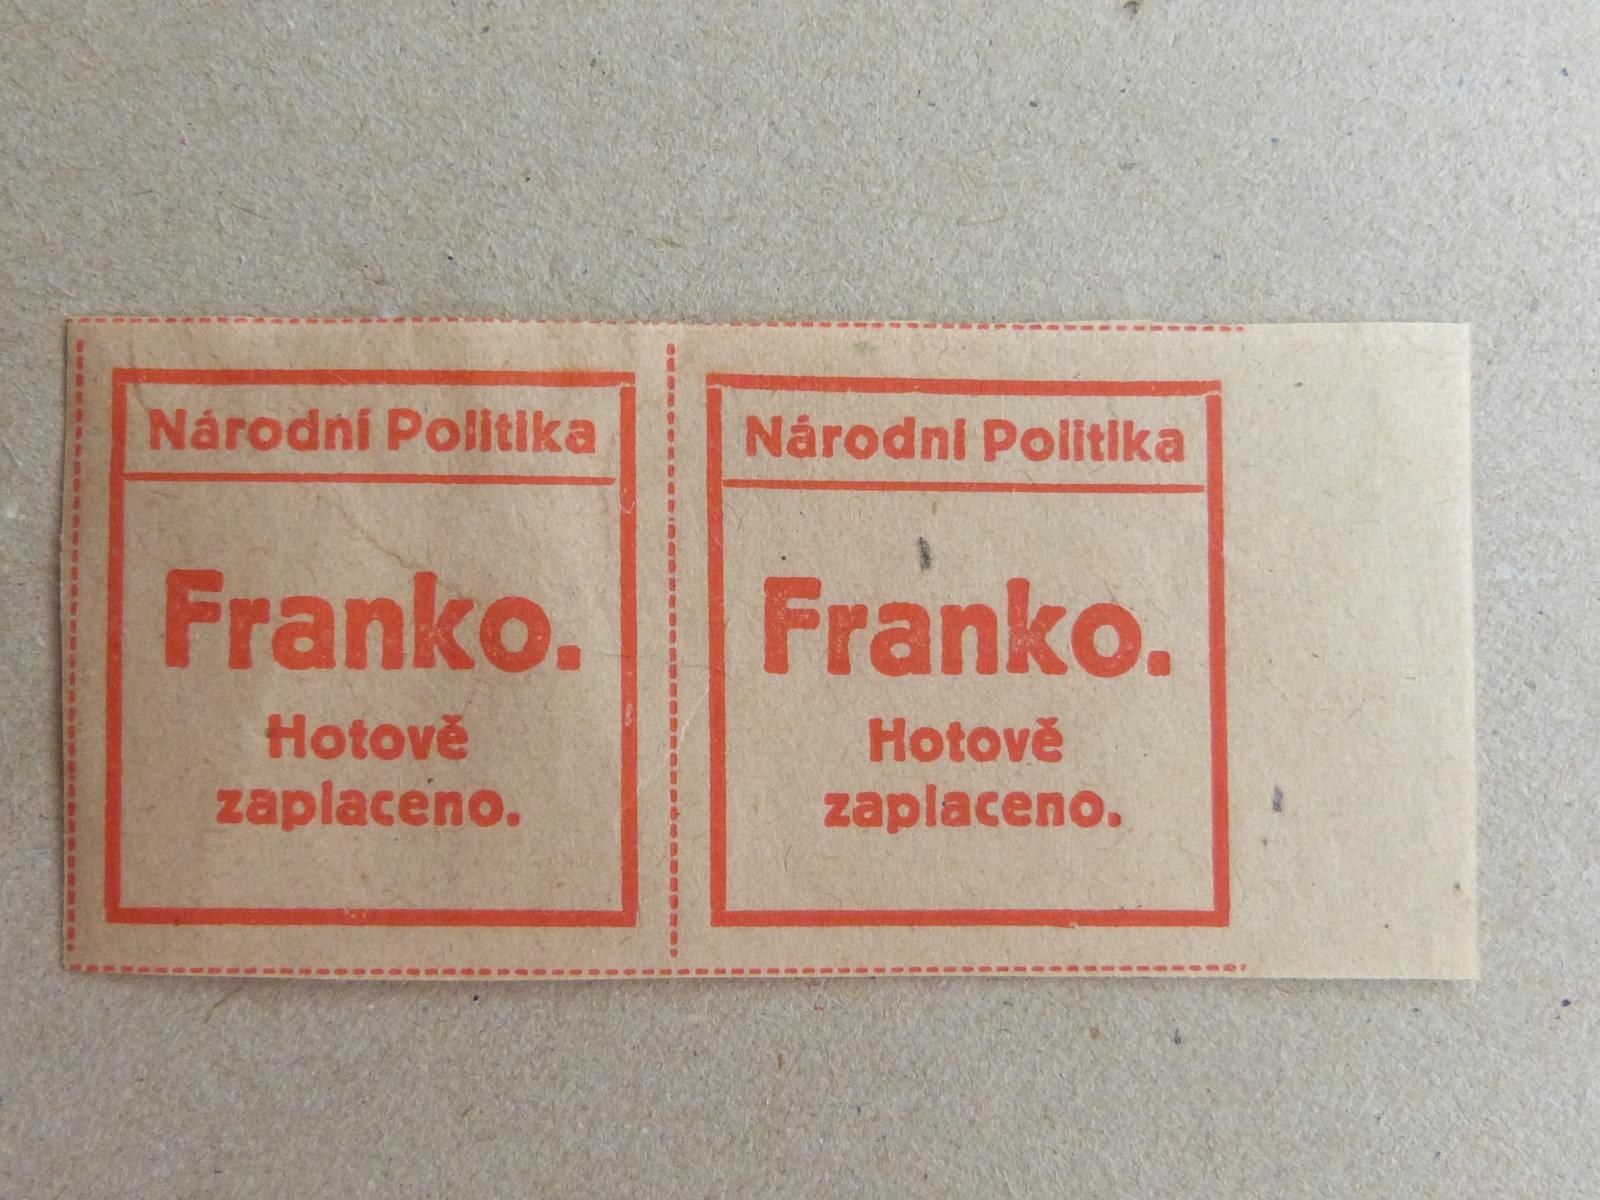 Národní Politika
Franko.
Hotově
zaplaceno.
Národní Politika
Franko.
Hotově
zaplaceno.